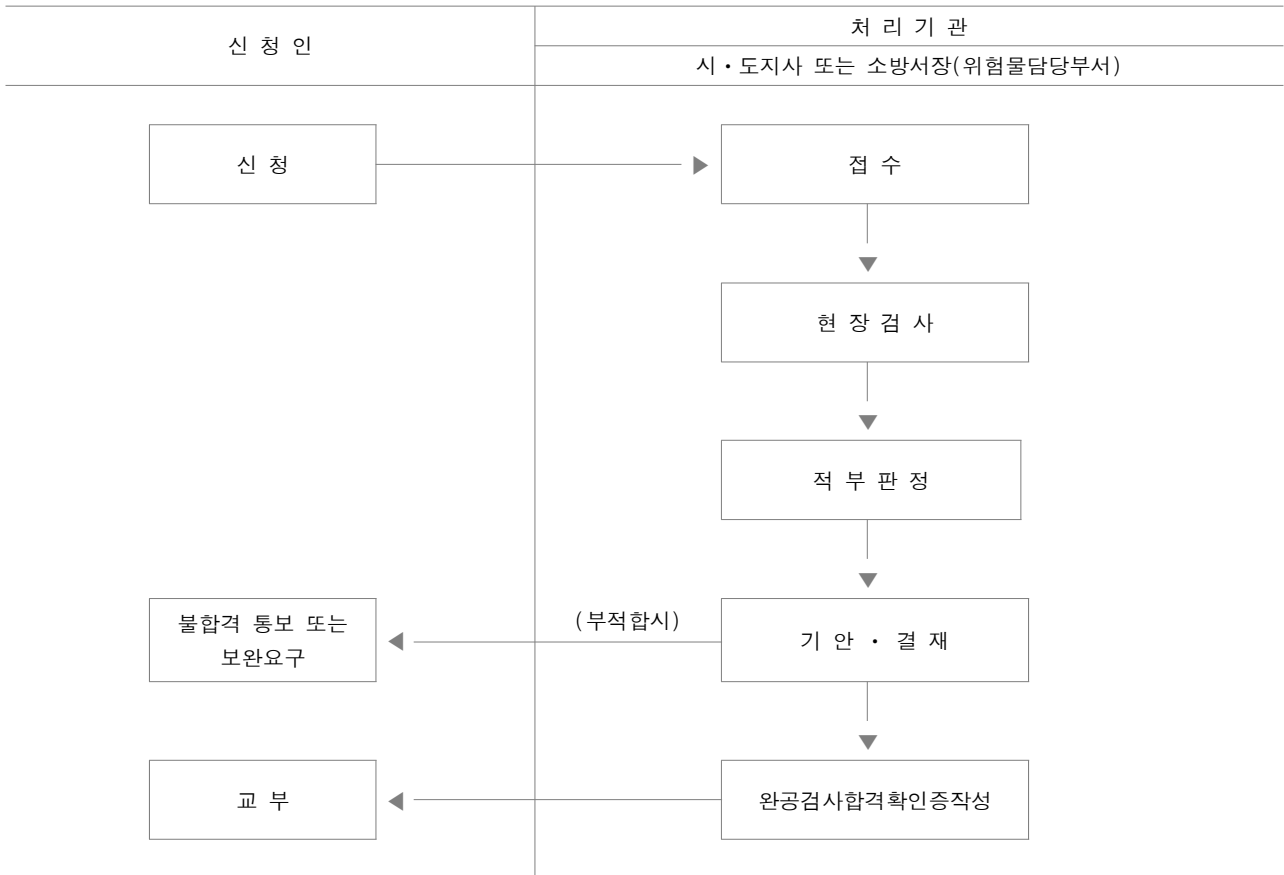 신 청 인
처 리 기 관
시·도지사 또는 소방서장(위험물담당부서)
신 청
접 수
현 장 검 사
적 부 판 정
불합격 통보 또는
보완요구
(부적합시)
기 안 · 결 재
교 부
완공검사합격확인증작성